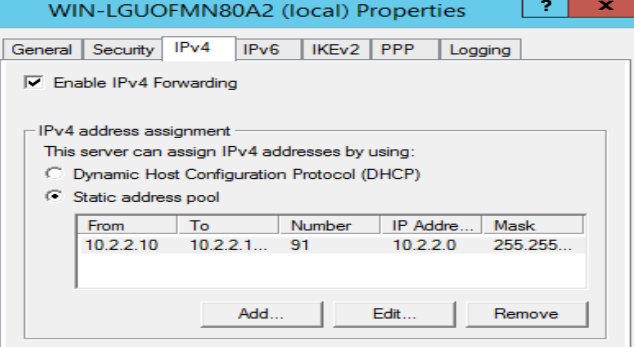 WIN-LGUOFMN80A2 (local) Properties ? x
General Security IPv4 IPv6 IKEv2 PPP Logging
Enable IPv4 Forwarding
IPv4 address assignment
This server can assign IPv4 addresses by using:
Dynamic Host Configuration Protocol (DHCP)
Static address pool
From To Number IP Addre... Mask
10.2.2.10 10.2.2.1... 91 10.2.2.0 255.255...
Add... Edit... Remove